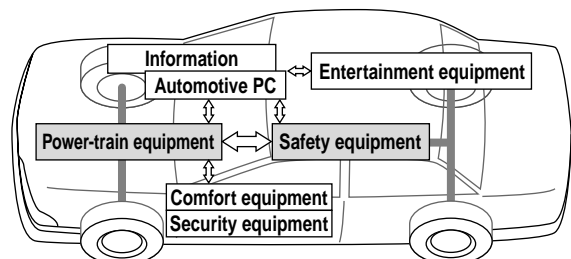 Information
Automotive PC
Entertainment equipment
Power-train equipment
Safety equipment
Comfort equipment
Security equipment